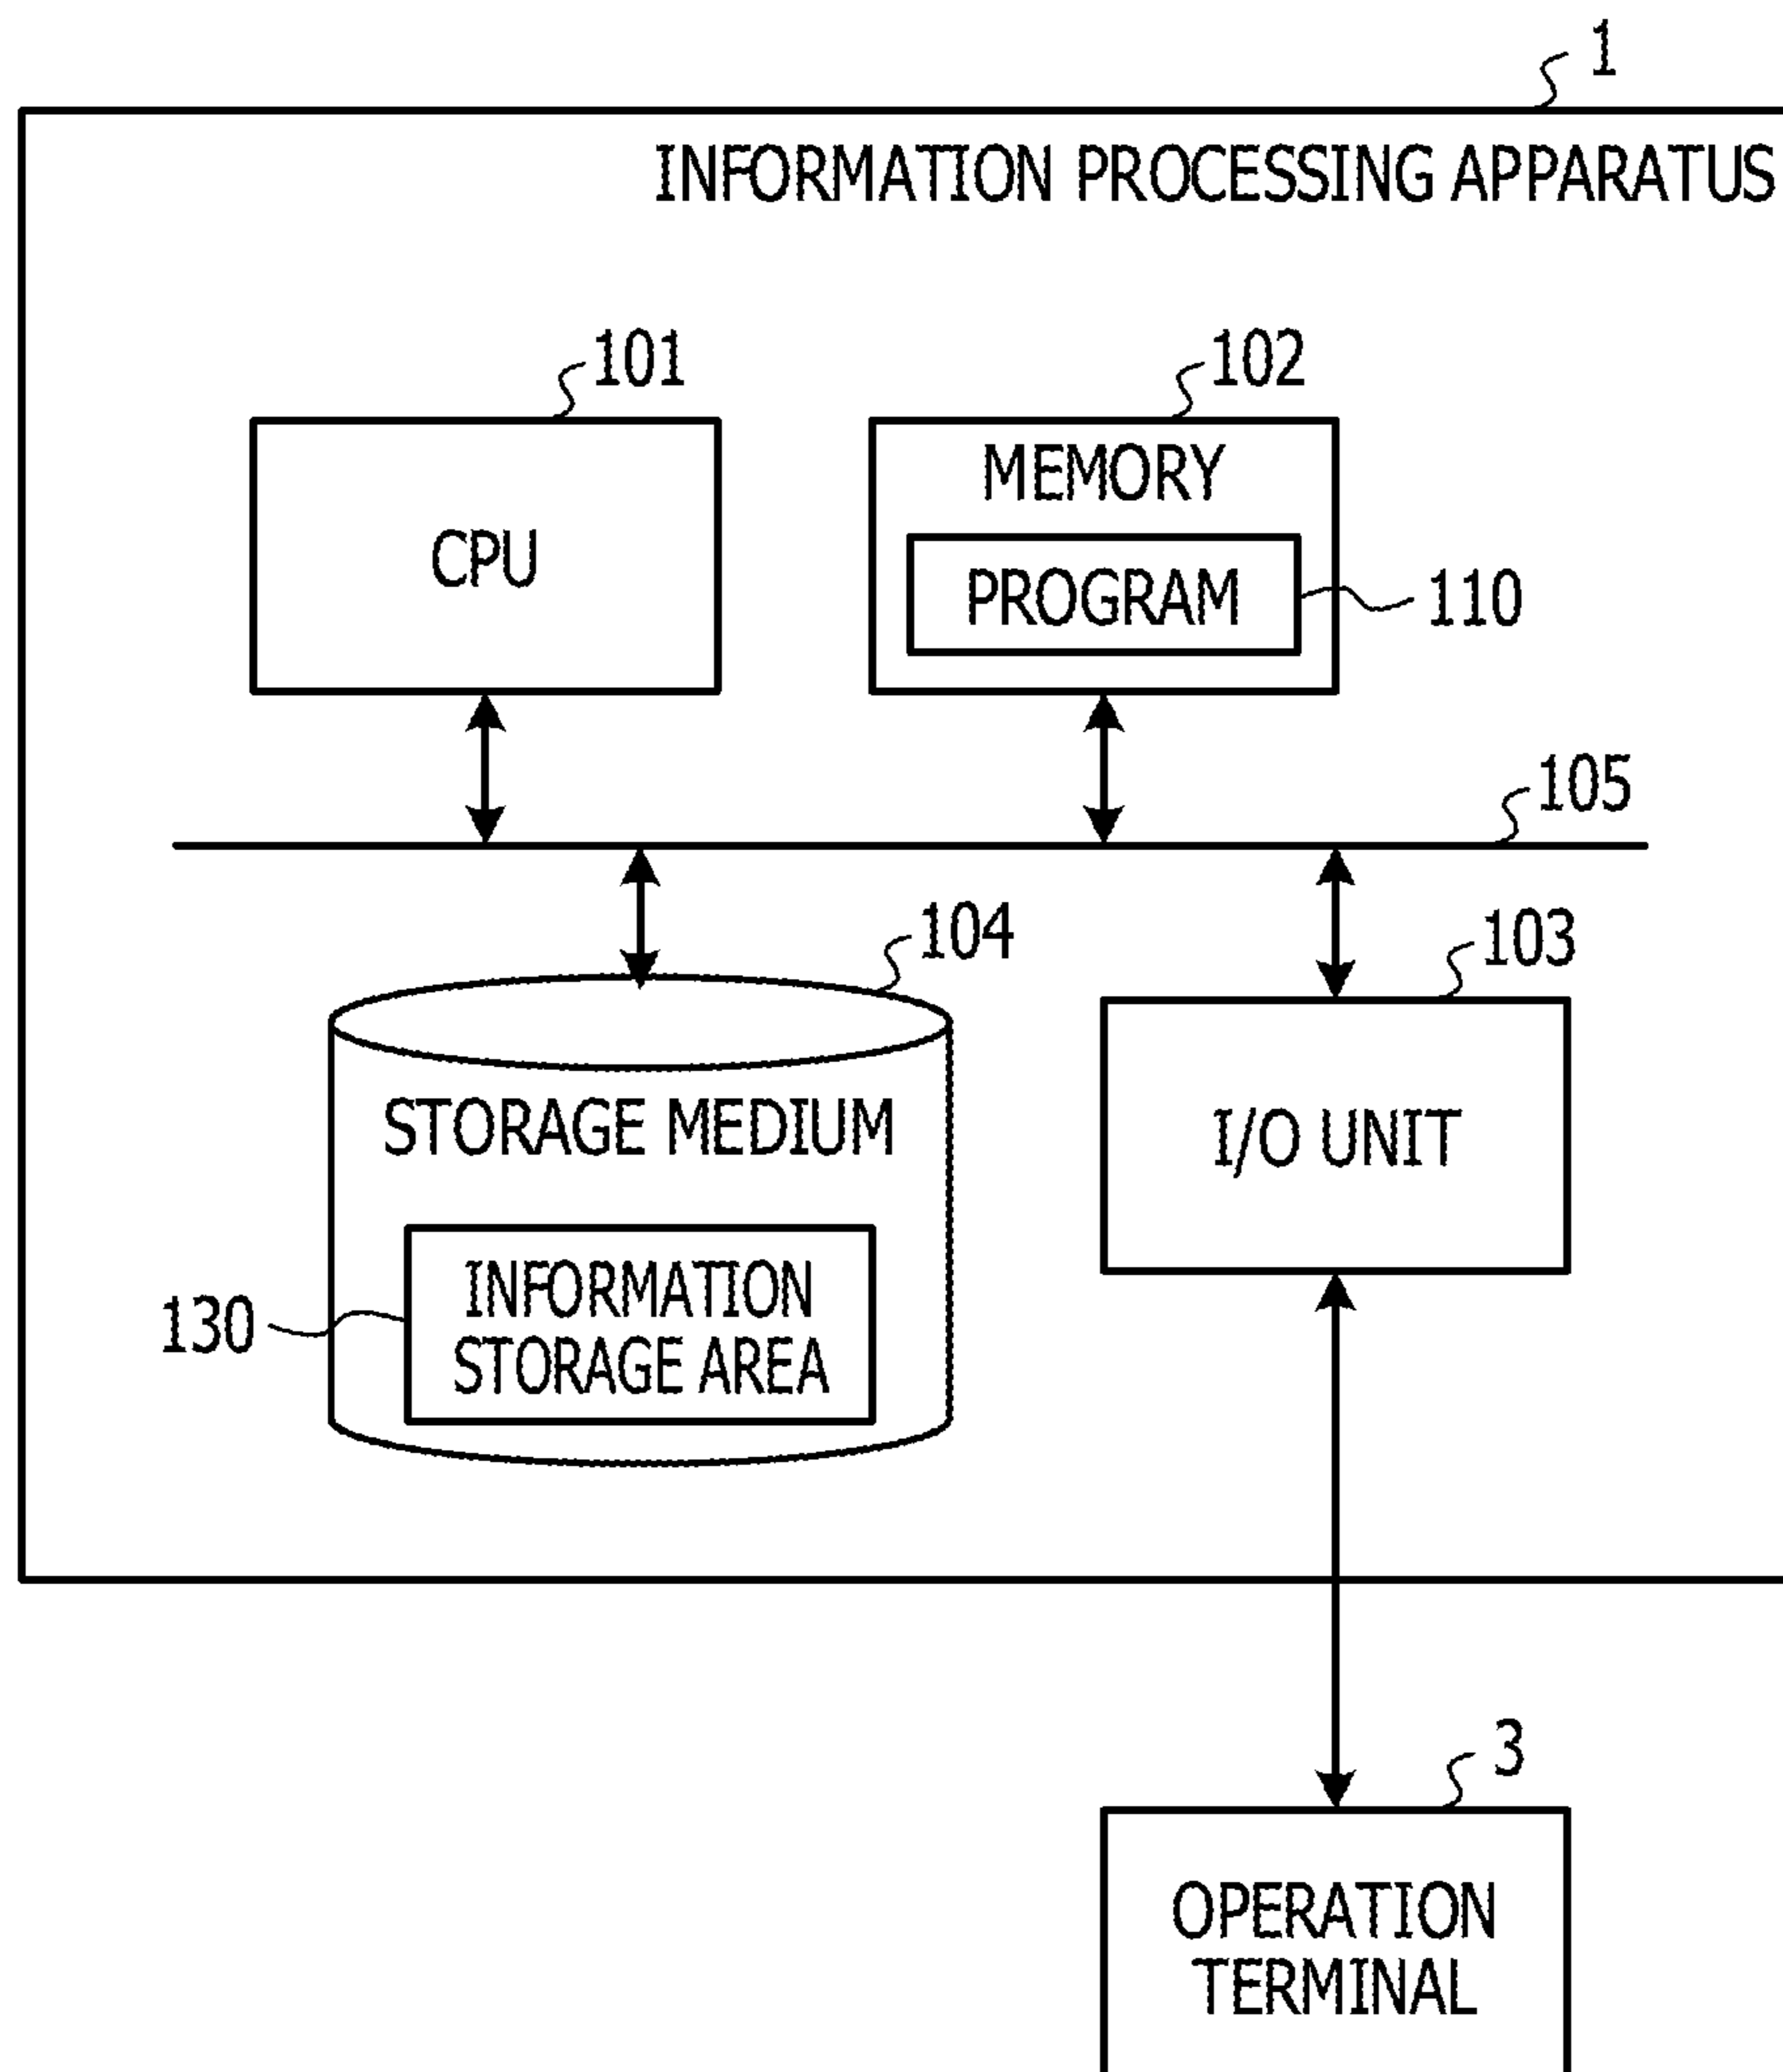 1
INFORMATION PROCESSING APPARATUS
101
102
CPU
MEMORY
PROGRAM
110
105
104
103
STORAGE MEDIUM
I/O UNIT
130
INFORMATION
STORAGE AREA
3
OPERATION
TERMINAL